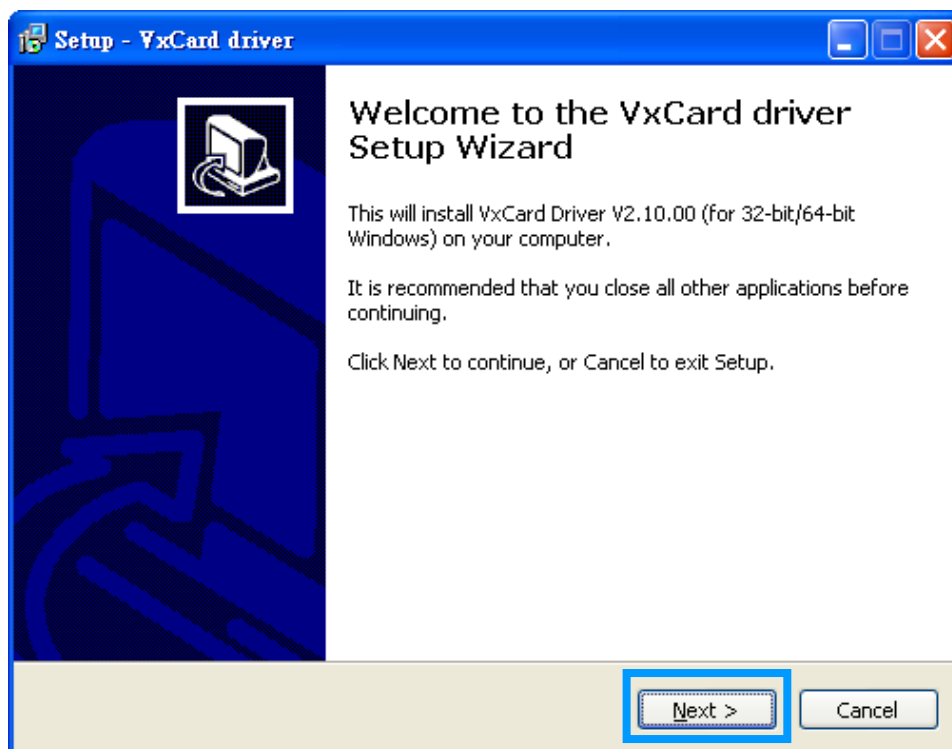 Setup - VxCard driver
Welcome to the VxCard driver
Setup Wizard
This will install VxCard Driver V2.10.00 (for 32-bit/64-bit
Windows) on your computer.
It is recommended that you close all other applications before
continuing.
Click Next to continue, or Cancel to exit Setup.
Next >
Cancel